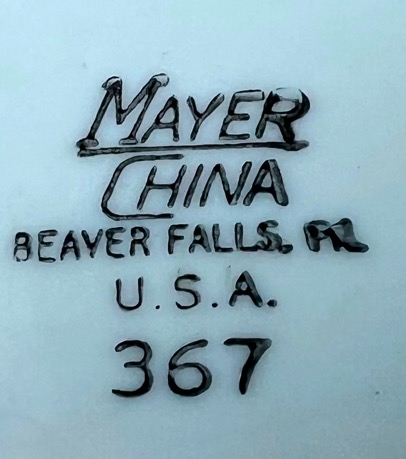 MAYER
CHINA
BEAVER FALLS, PA
U.S.A.
367